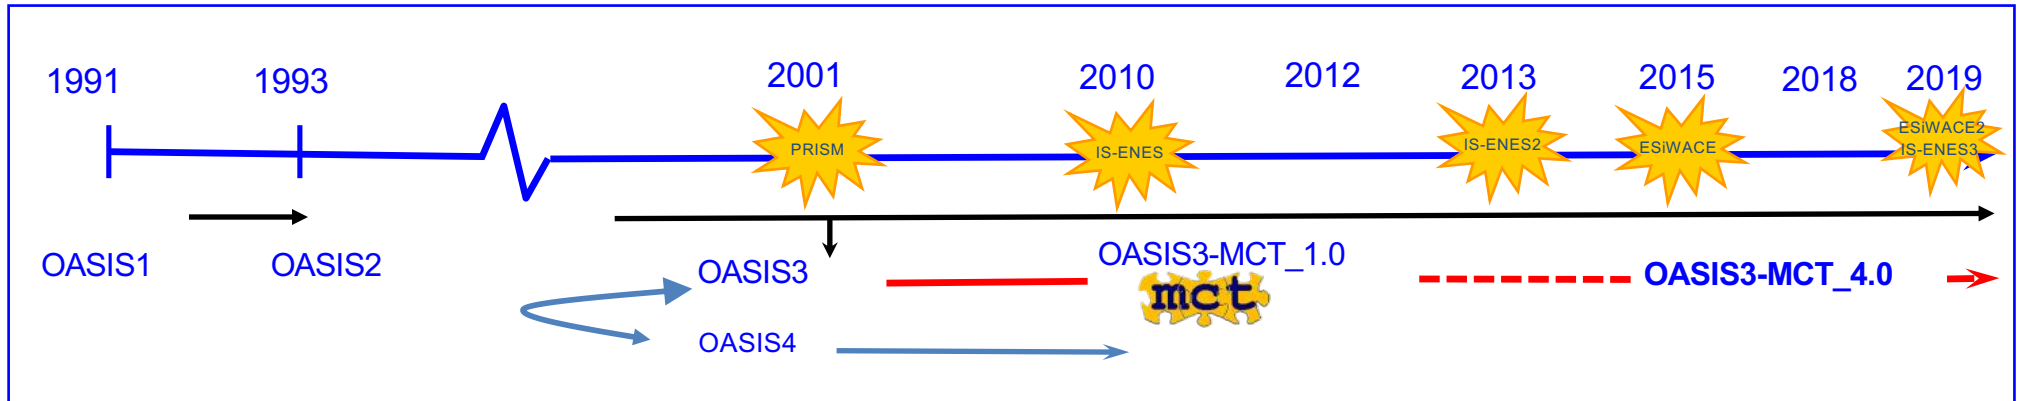 1991
1993
2001
2010
2012
2013
2015
2018
2019
PRISM
IS-ENES
IS-ENES2
ESiWACE
ESiWACE2
IS-ENES3
OASIS1
OASIS2
OASIS3
OASIS3-MCT_1.0
mct
OASIS3-MCT_4.0
OASIS4